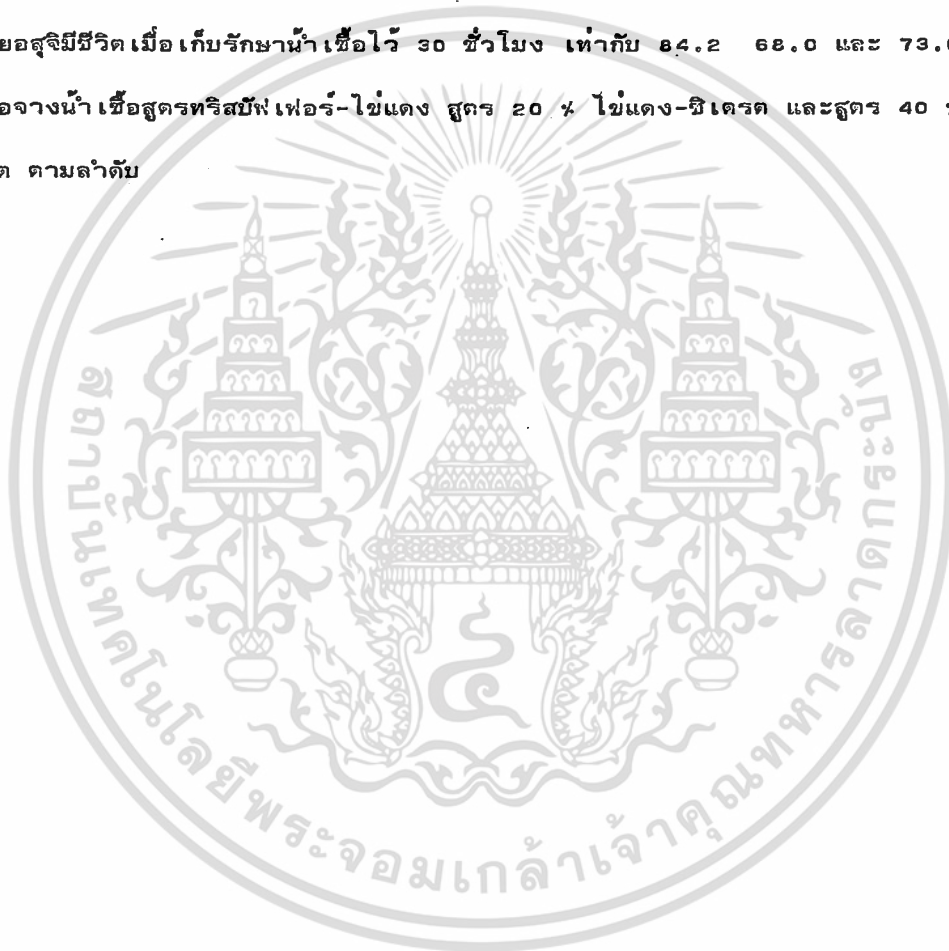 ยอสุจิมีชีวิตเมื่อเก็บรักษาน้ำเชื้อไว้ 30 ชั่วโมง เท่ากับ 84.2 68.0 และ 73.
อจางน้ำเชื้อสูตรทริสบัฟเฟอร์-ไข่แดง สูตร 20 % ไข่แดง-ซิเตรต และสูตร 40
ต ตามลำดับ
สถาบันเทคโนโลยีพระจอมเกล้าเจ้าคุณทหารลาดกระบัง